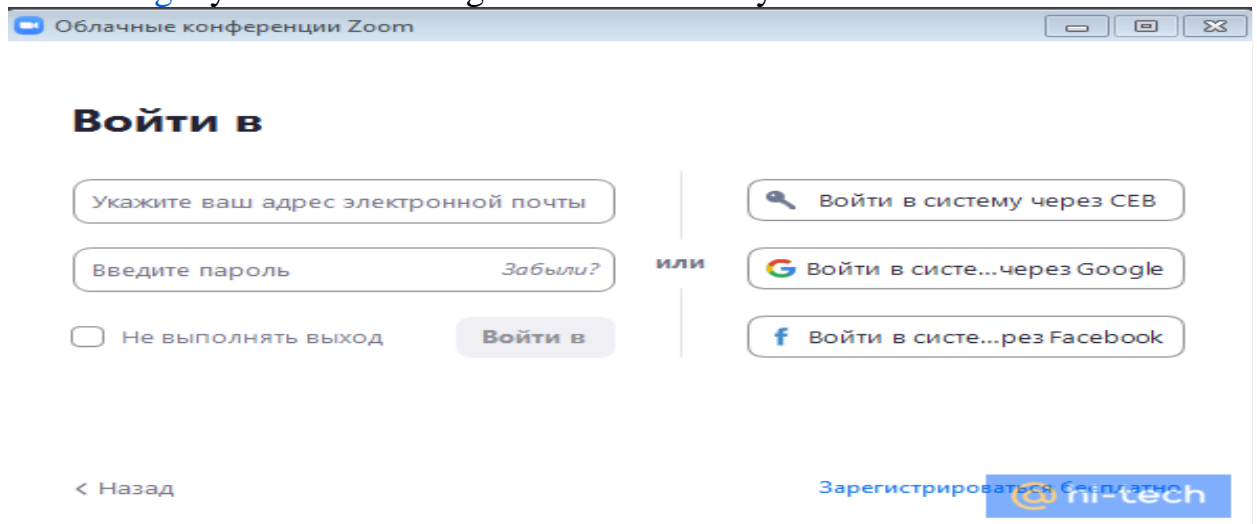 Облачные конференции Zoom
Войти в
Укажите ваш адрес электронной почты
Введите пароль
Забыли?
Не выполнять выход
Войти в
или
Войти в систему через СЕВ
Войти в систе...через Google
Войти в систе...рез Facebook
< Назад
Зарегистрироваться бесплатно
@hi-tech